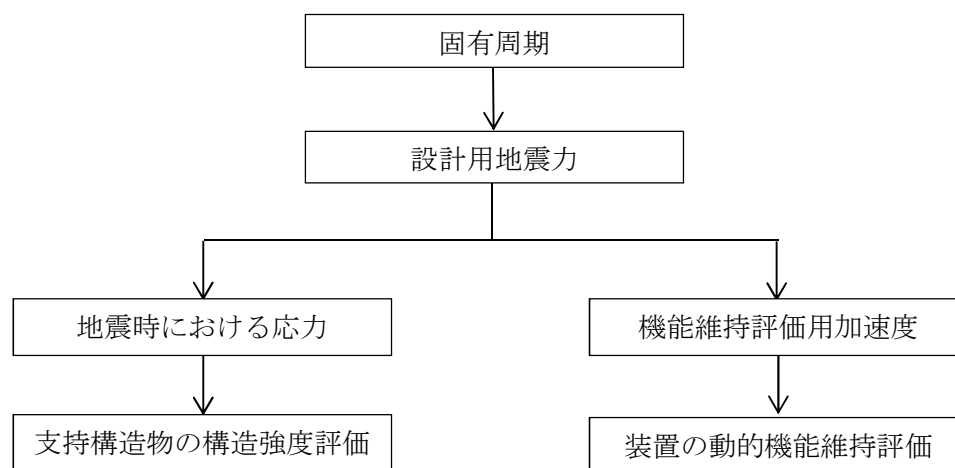 固有周期
設計用地震力
地震時における応力
機能維持評価用加速度
支持構造物の構造強度評価
装置の動的機能維持評価